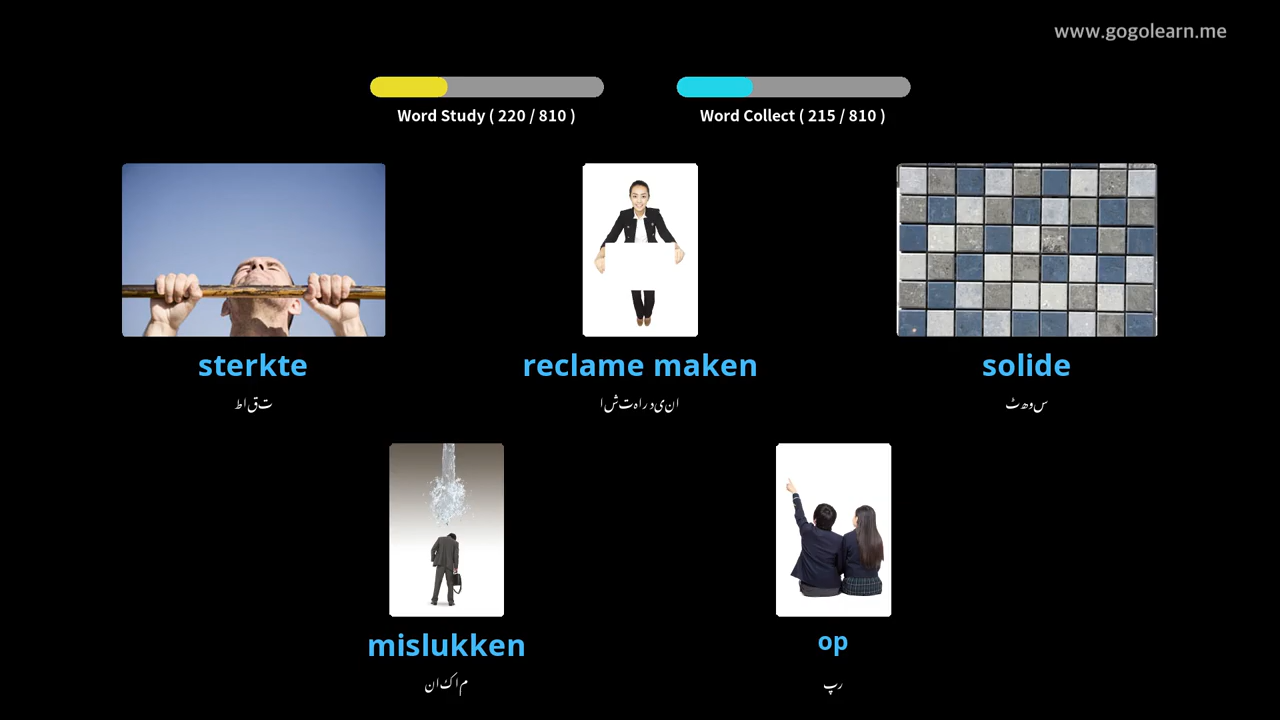 www.gogolearn.me
Word Study ( 220 / 810 )
Word Collect ( 215 / 810 )
sterkte
طاقت
reclame maken
اشتہار دینا
solide
ٹھوس
mislukken
ناکام
op
پر